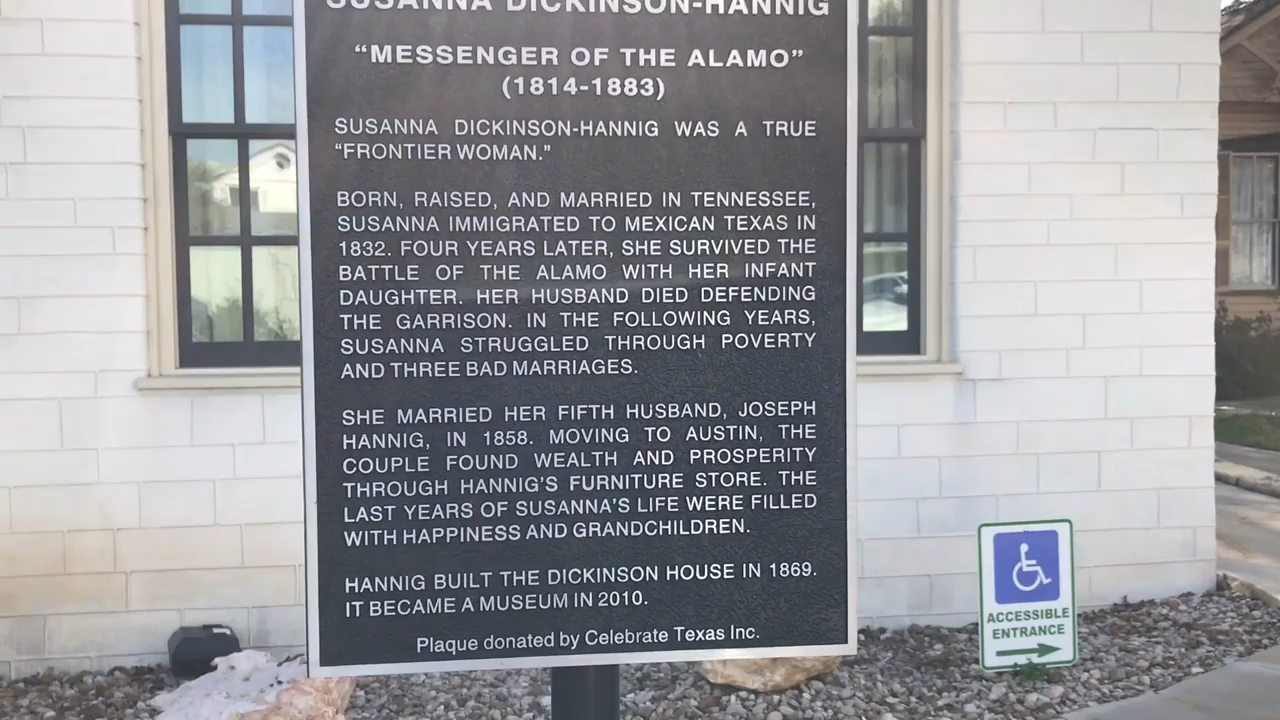 SUSANNA DICKINSON-HANNIG
"MESSENGER OF THE ALAMO"
(1814-1883)
SUSANNA DICKINSON-HANNIG WAS A TRUE
"FRONTIER WOMAN."
BORN, RAISED, AND MARRIED IN TENNESSEE,
SUSANNA IMMIGRATED TO MEXICAN TEXAS IN
1832. FOUR YEARS LATER, SHE SURVIVED THE
BATTLE OF THE ALAMO WITH HER INFANT
DAUGHTER. HER HUSBAND DIED DEFENDING
THE GARRISON. IN THE FOLLOWING YEARS,
SUSANNA STRUGGLED THROUGH POVERTY
AND THREE BAD MARRIAGES.
SHE MARRIED HER FIFTH HUSBAND, JOSEPH
HANNIG, IN 1858. MOVING TO AUSTIN, THE
COUPLE FOUND WEALTH AND PROSPERITY
THROUGH HANNIG'S FURNITURE STORE. THE
LAST YEARS OF SUSANNA'S LIFE WERE FILLED
WITH HAPPINESS AND GRANDCHILDREN.
HANNIG BUILT THE DICKINSON HOUSE IN 1869.
IT BECAME A MUSEUM IN 2010.
Plaque donated by Celebrate Texas Inc.
ACCESSIBLE
ENTRANCE